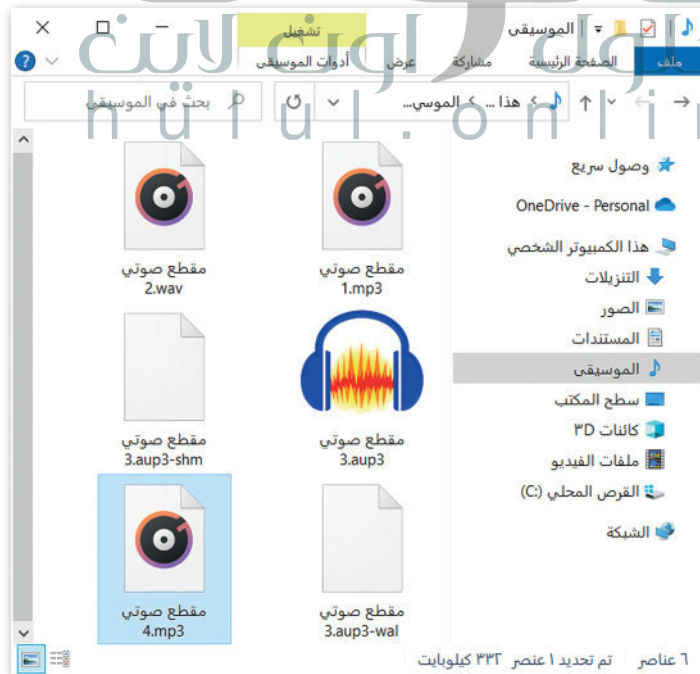 الموسيقى
تشغيل
ملف
الصفحة الرئيسية
مشاركة
عرض
أدوات الموسيقى
هذا ...
الموسي...
بحث في الموسيقى
حلول اون لاين
hulul.online
وصول سريع
OneDrive - Personal
هذا الكمبيوتر الشخصي
التنزيلات
الصور
المستندات
الموسيقى
سطح المكتب
كائنات ٣D
ملفات الفيديو
القرص المحلي (C:)
الشبكة
مقطع صوتي
1.mp3
مقطع صوتي
2.wav
مقطع صوتي
3.aup3
مقطع صوتي
3.aup3-shm
مقطع صوتي
3.aup3-wal
مقطع صوتي
4.mp3
٦ عناصر
تم تحديد ١ عنصر ٣٣٢ كيلوبايت